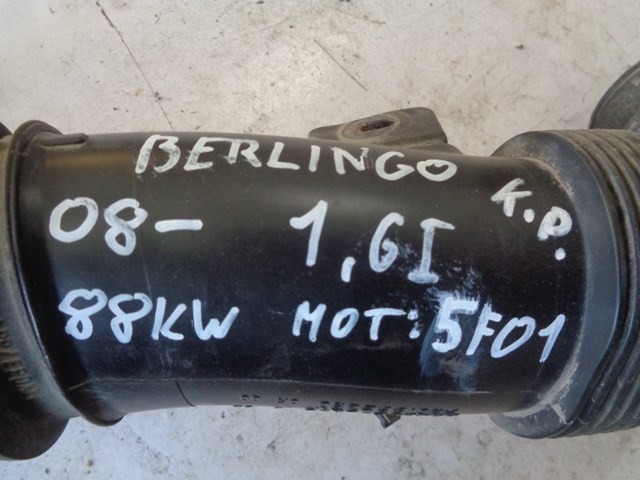 BERLINGO
K.P.
08- 1,6I
88KW MOT: 5F01